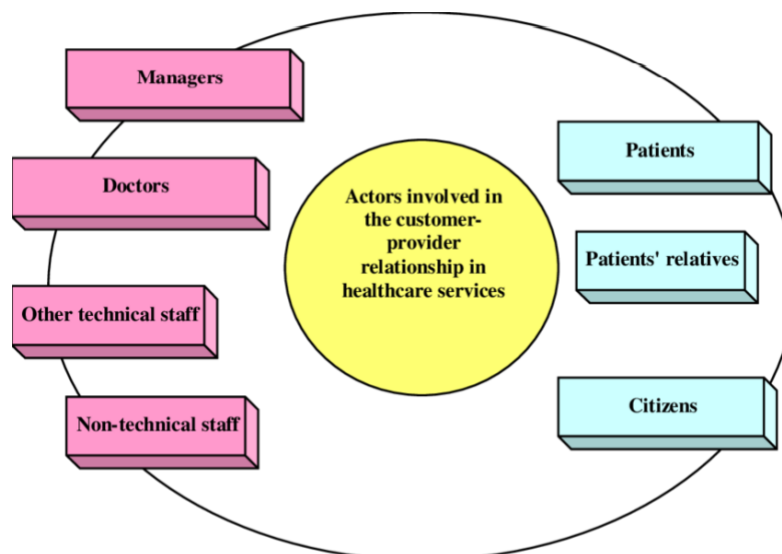 Managers
Doctors
Other technical staff
Non-technical staff
Actors involved in
the customer-
provider
relationship in
healthcare services
Patients
Patients' relatives
Citizens